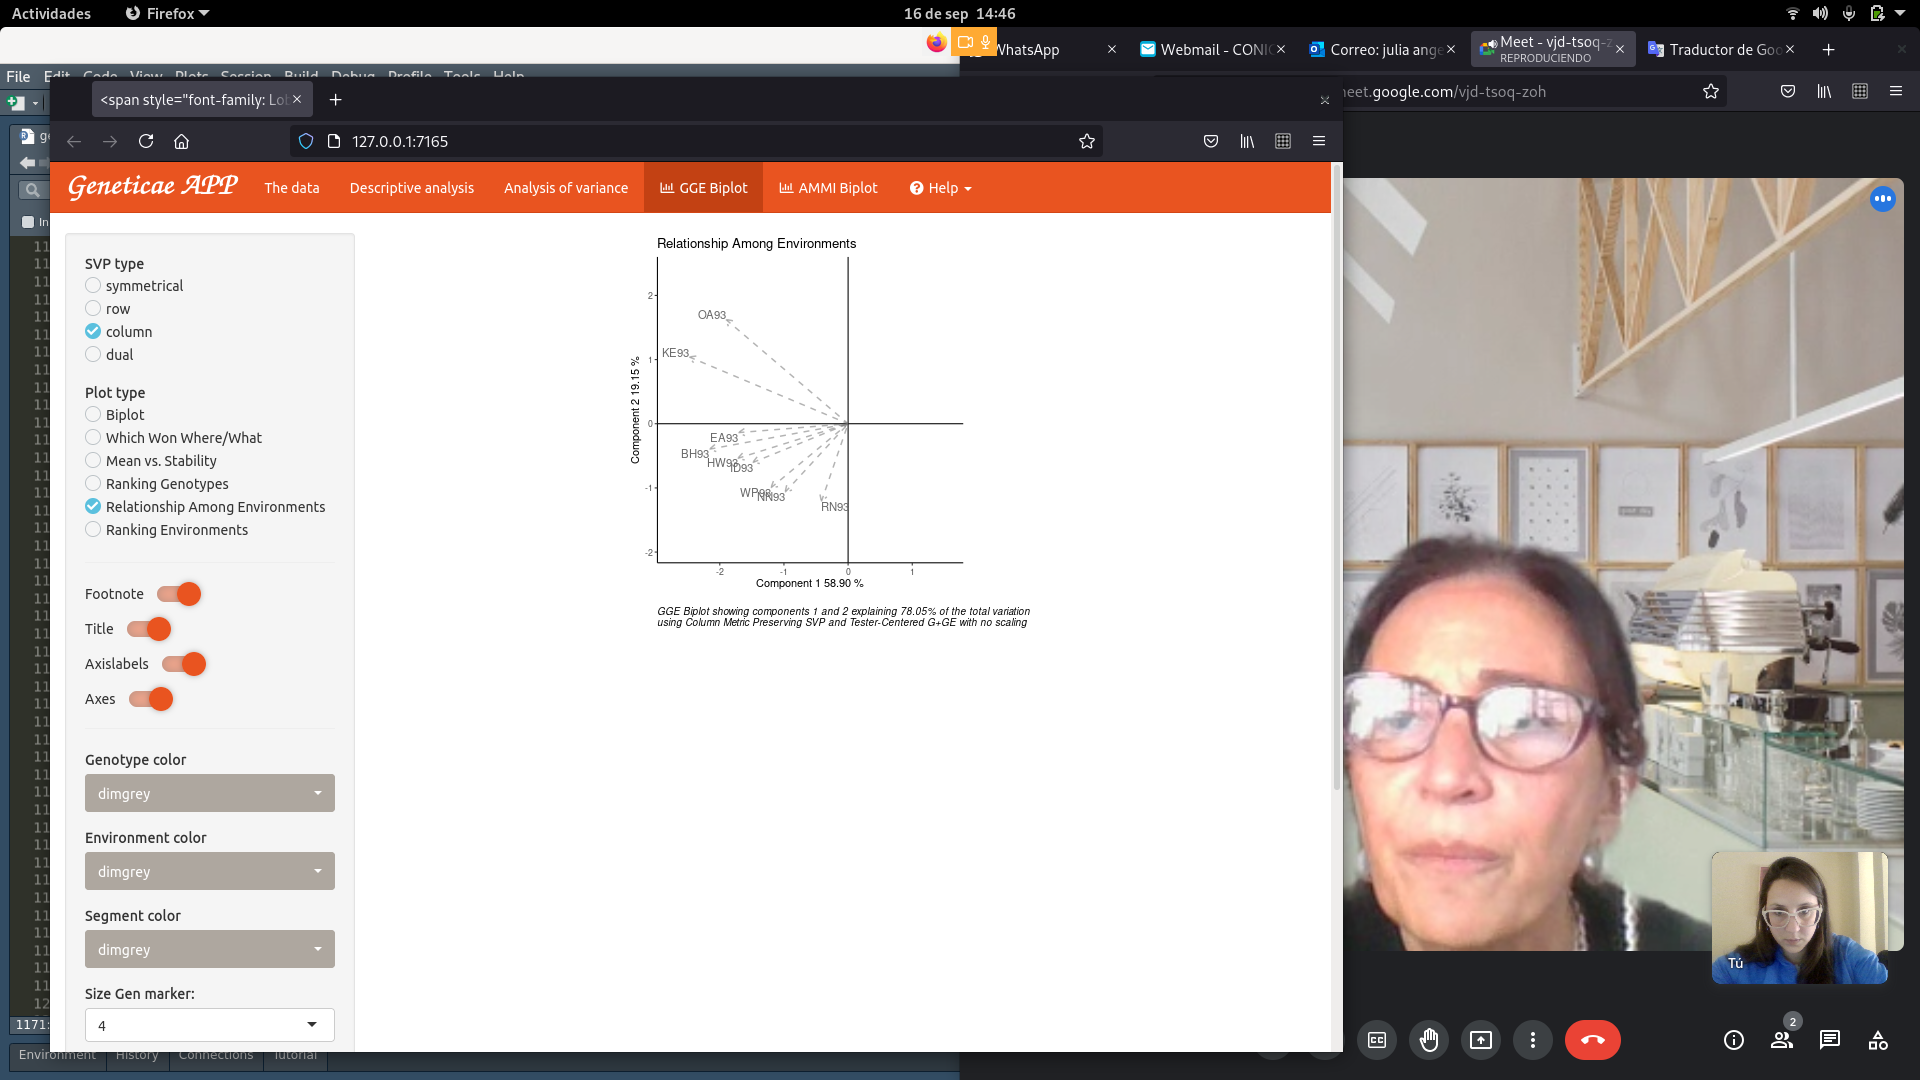 Actividades
Firefox
16 de sep 14:46
WhatsApp
Webmail - CONIC
Correo: julia ange
Meet - vjd-tsoq-z
REPRODUCIENDO
Traductor de Goo
File Edit Code View Plots Session Build Debug Profile Tools Help
<span style="font-family: Lob
meet.google.com/vjd-tsoq-zoh
127.0.0.1:7165
Geneticae APP
The data
Descriptive analysis
Analysis of variance
GGE Biplot
AMMI Biplot
Help
SVP type
symmetrical
row
column
dual
Plot type
Biplot
Which Won Where/What
Mean vs. Stability
Ranking Genotypes
Relationship Among Environments
Ranking Environments
Footnote
Title
Axislabels
Axes
Genotype color
dimgrey
Environment color
dimgrey
Segment color
dimgrey
Size Gen marker:
4
Relationship Among Environments
Component 2 19.15 %
2
1
0
-1
-2
OA93
KE93
EA93
BH93
HW93
ID93
WP93
NN93
RN93
-2 -1 0 1
Component 1 58.90 %
GGE Biplot showing components 1 and 2 explaining 78.05% of the total variation
using Column Metric Preserving SVP and Tester-Centered G+GE with no scaling
1171:
Environment History Connections Tutorial
Tú
2